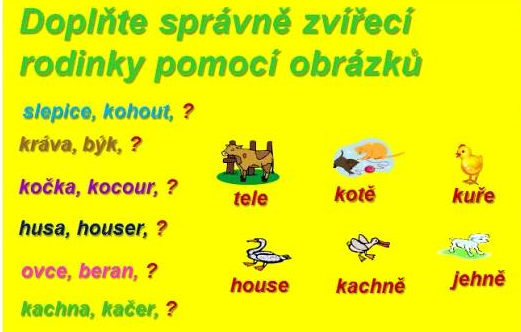 Doplňte správně zvířecí
rodinky pomocí obrázků
slepice, kohout, ?
kráva, býk, ?
kočka, kocour, ?
husa, houser, ?
ovce, beran, ?
kachna, kačer, ?
tele
kotě
kuře
house
kachně
jehně